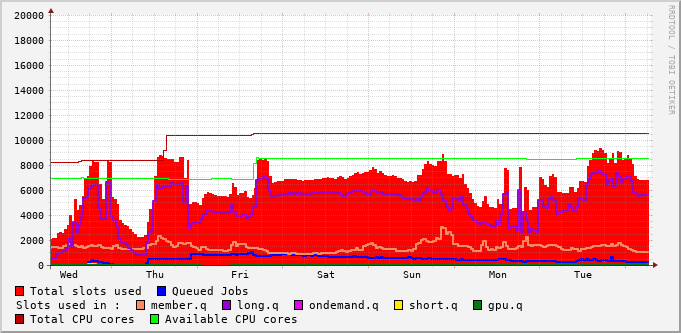 20000
18000
16000
14000
12000
10000
8000
6000
4000
2000
0
Wed Thu Fri Sat Sun Mon Tue
Total slots used Queued Jobs
Slots used in : member.q long.q ondemand.q short.q gpu.q
Total CPU cores Available CPU cores
RRDTOOL / TOBI OETIKER